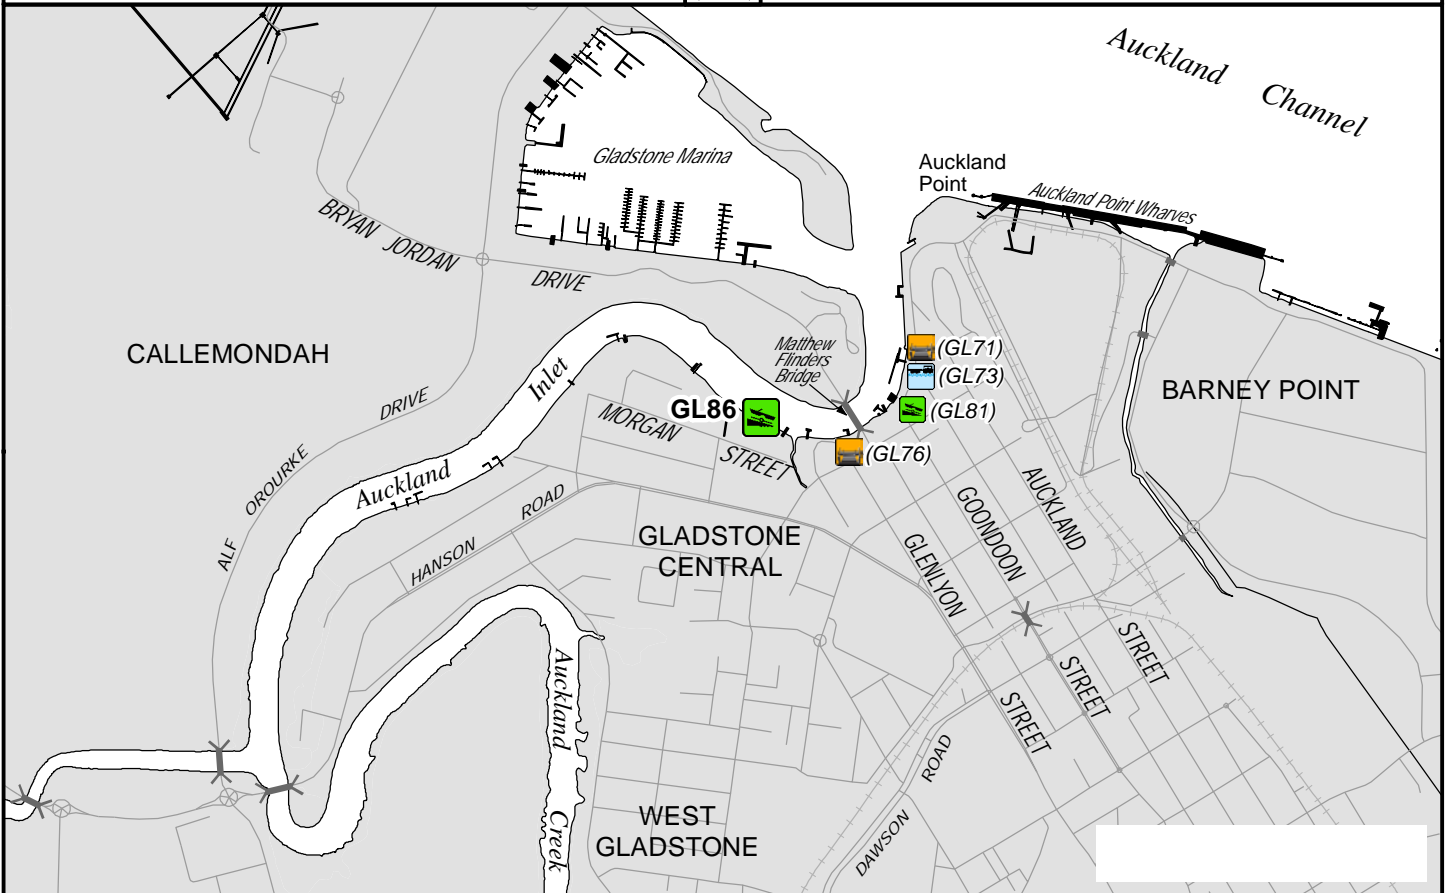 Auckland Channel
Auckland
Point
Auckland Point Wharves
Gladstone Marina
BRYAN JORDAN DRIVE
CALLEMONDAH
Matthew
Flinders
Bridge
(GL71)
(GL73)
(GL81)
(GL76)
GL86
BARNEY POINT
Auckland Inlet
ALF OROURKE DRIVE
MORGAN STREET
HANSON ROAD
GLADSTONE
CENTRAL
GLENLYON STREET
GOONDOON STREET
AUCKLAND STREET
Auckland Creek
WEST
GLADSTONE
DAWSON ROAD